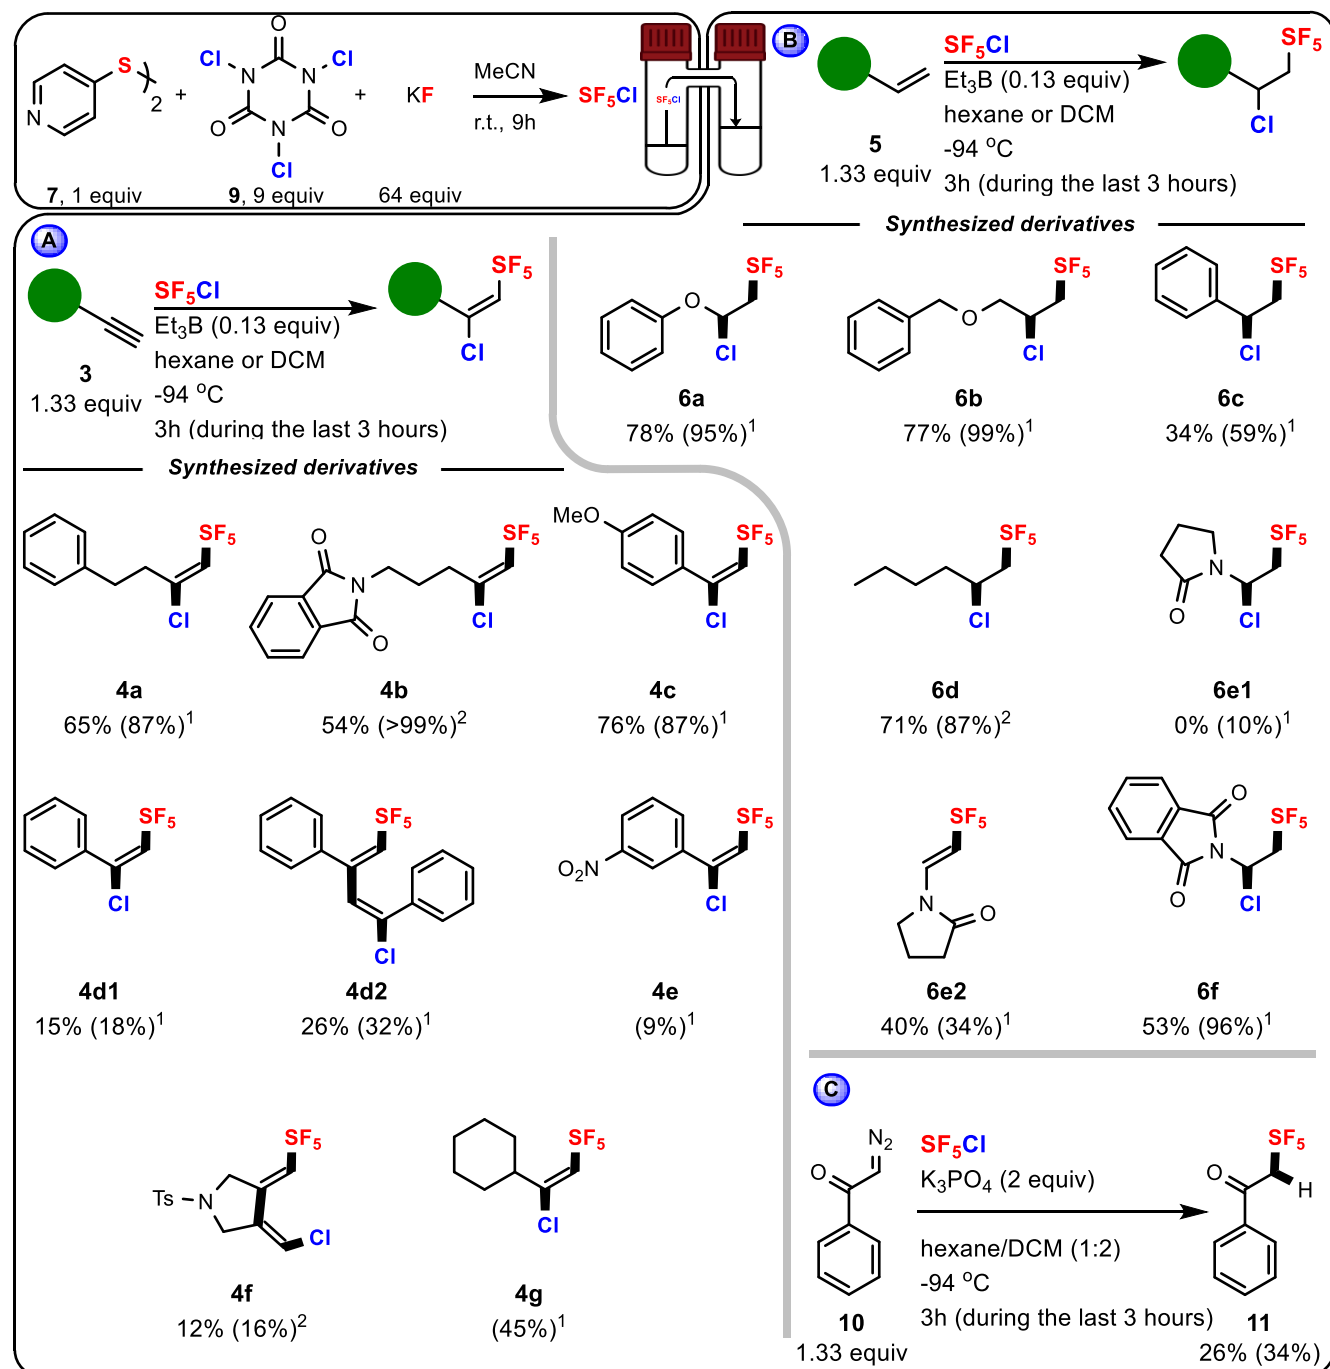 S)2
N
+
O
Cl
N
N
Cl
O
N
O
Cl
+
KF
MeCN
r.t., 9h
SF5Cl
7, 1 equiv
9, 9 equiv
64 equiv
SF5Cl
B
5
1.33 equiv
SF5Cl
Et3B (0.13 equiv)
hexane or DCM
-94 °C
3h (during the last 3 hours)
SF5
Cl
A
3
1.33 equiv
SF5Cl
Et3B (0.13 equiv)
hexane or DCM
-94 °C
3h (during the last 3 hours)
SF5
Cl
Synthesized derivatives
SF5
O
Cl
6a
78% (95%)1
SF5
O
Cl
6b
77% (99%)1
SF5
Cl
6c
34% (59%)1
Synthesized derivatives
SF5
Cl
4a
65% (87%)1
O
N
O
SF5
Cl
4b
54% (>99%)2
MeO
SF5
Cl
4c
76% (87%)1
SF5
Cl
6d
71% (87%)2
SF5
N
O
Cl
6e1
0% (10%)1
SF5
Cl
4d1
15% (18%)1
SF5
Cl
4d2
26% (32%)1
O2N
SF5
Cl
4e
(9%)1
SF5
N
O
6e2
40% (34%)1
O
N
O
SF5
Cl
6f
53% (96%)1
Ts
N
SF5
Cl
4f
12% (16%)2
SF5
Cl
4g
(45%)1
C
N2
O
10
1.33 equiv
SF5Cl
K3PO4 (2 equiv)
hexane/DCM (1:2)
-94 °C
3h (during the last 3 hours)
SF5
O
H
11
26% (34%)